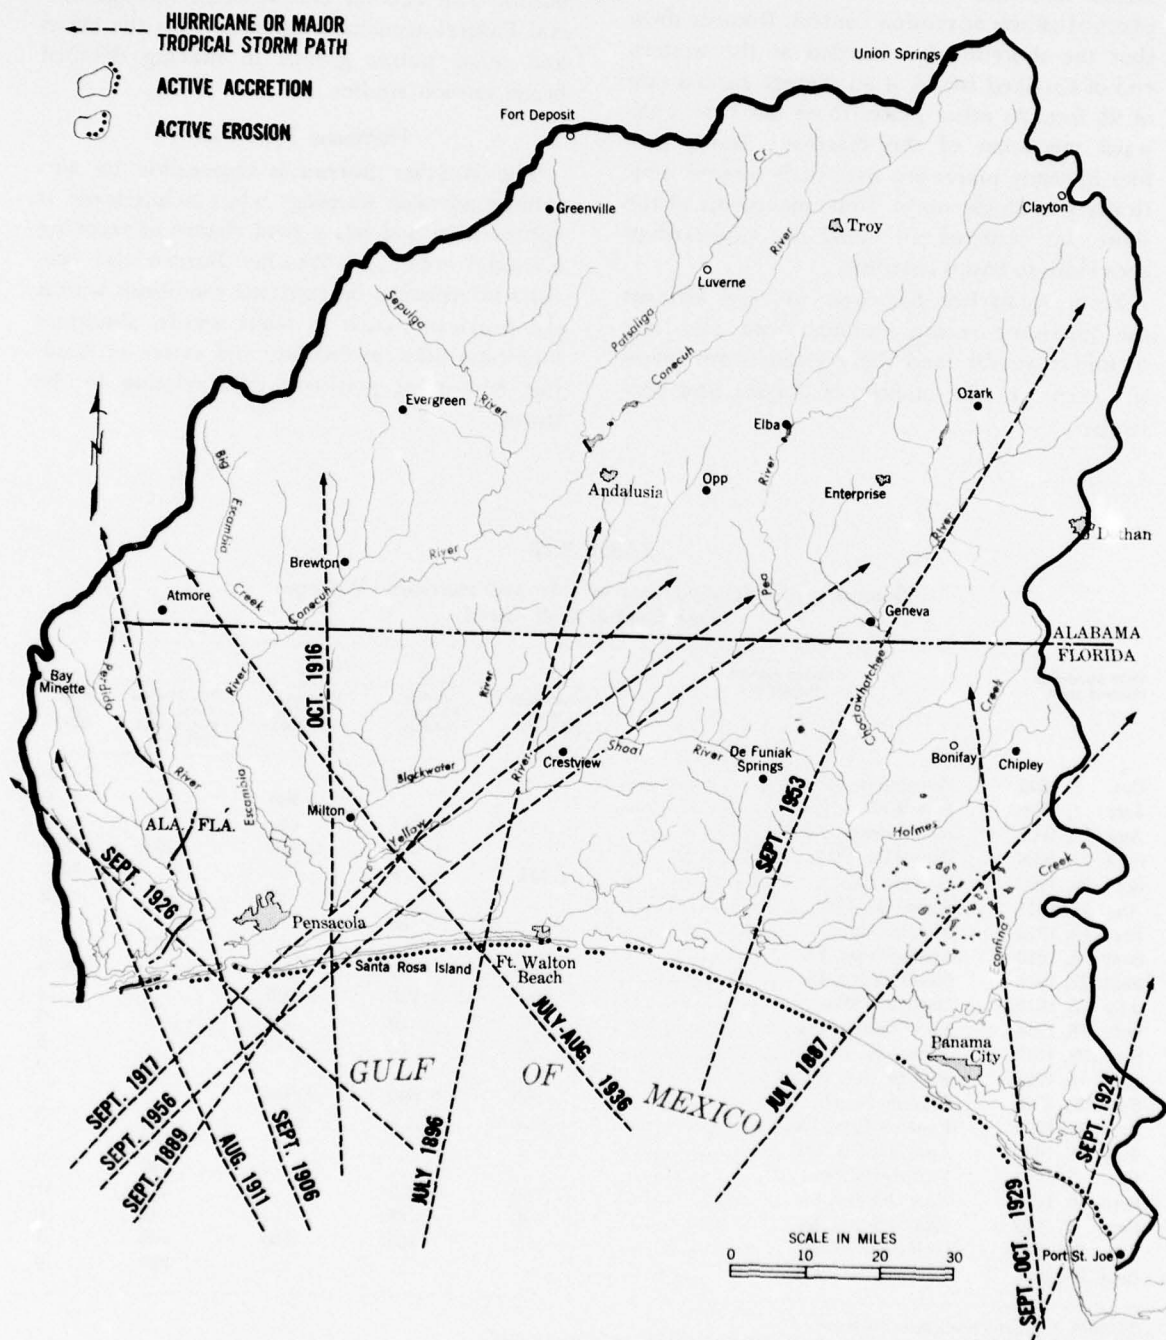 HURRICANE OR MAJOR
TROPICAL STORM PATH
ACTIVE ACCRETION
ACTIVE EROSION
Union Springs
Fort Deposit
Cr.
Greenville
Clayton
Troy
River
Luverne
Sepulga
Patsaliga
Conecuh
River
Evergreen
Ozark
Elba
N
Big
Escambia
Creek
River
Opp
Andalusia
Enterprise
River
Dothan
River
Brewton
Pea
Conecuh
Atmore
Geneva
ALABAMA
FLORIDA
Bay
Minette
Perdido
River
River
OCT. 1916
River
Choctawhatchee
Creek
Shoal
River
De Funiak
Springs
Bonifay
Chipley
Crestview
River
Blackwater
Escambia
Milton
Yellow
SEPT. 1953
ALA.
FLA.
Holmes
Creek
SEPT. 1926
Econfina
Pensacola
Santa Rosa Island
Ft. Walton
Beach
JULY-AUG. 1936
Panama
City
GULF OF MEXICO
JULY 1887
SEPT. 1917
SEPT. 1956
SEPT. 1889
AUG. 1911
SEPT. 1906
JULY 1896
SEPT. 1924
SEPT.-OCT. 1929
SCALE IN MILES
0 10 20 30
Port St. Joe